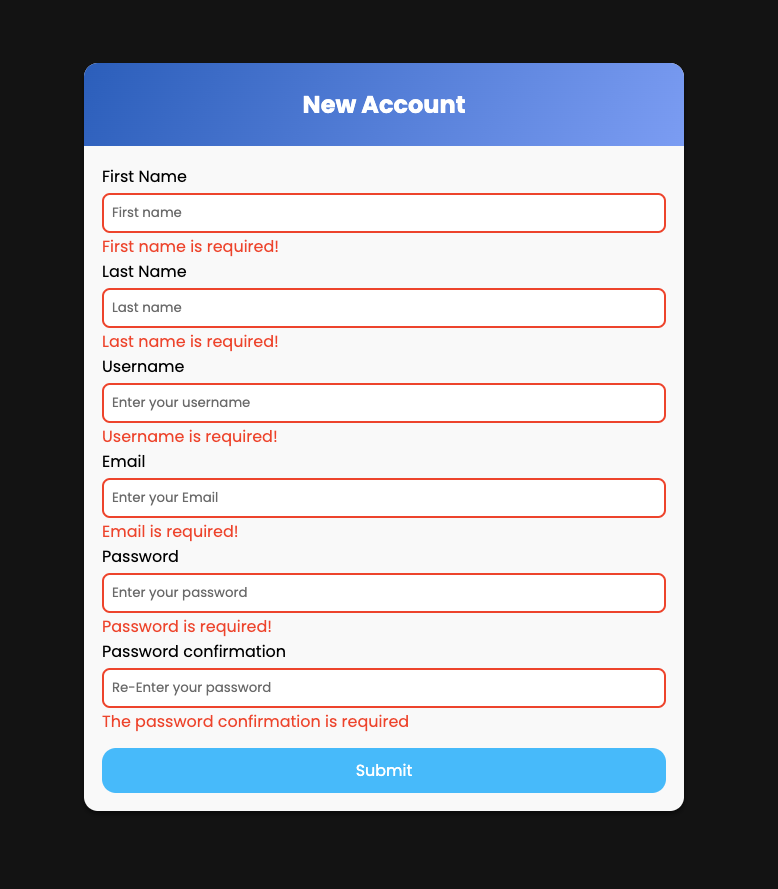 New Account
First Name
First name
First name is required!
Last Name
Last name
Last name is required!
Username
Enter your username
Username is required!
Email
Enter your Email
Email is required!
Password
Enter your password
Password is required!
Password confirmation
Re-Enter your password
The password confirmation is required
Submit